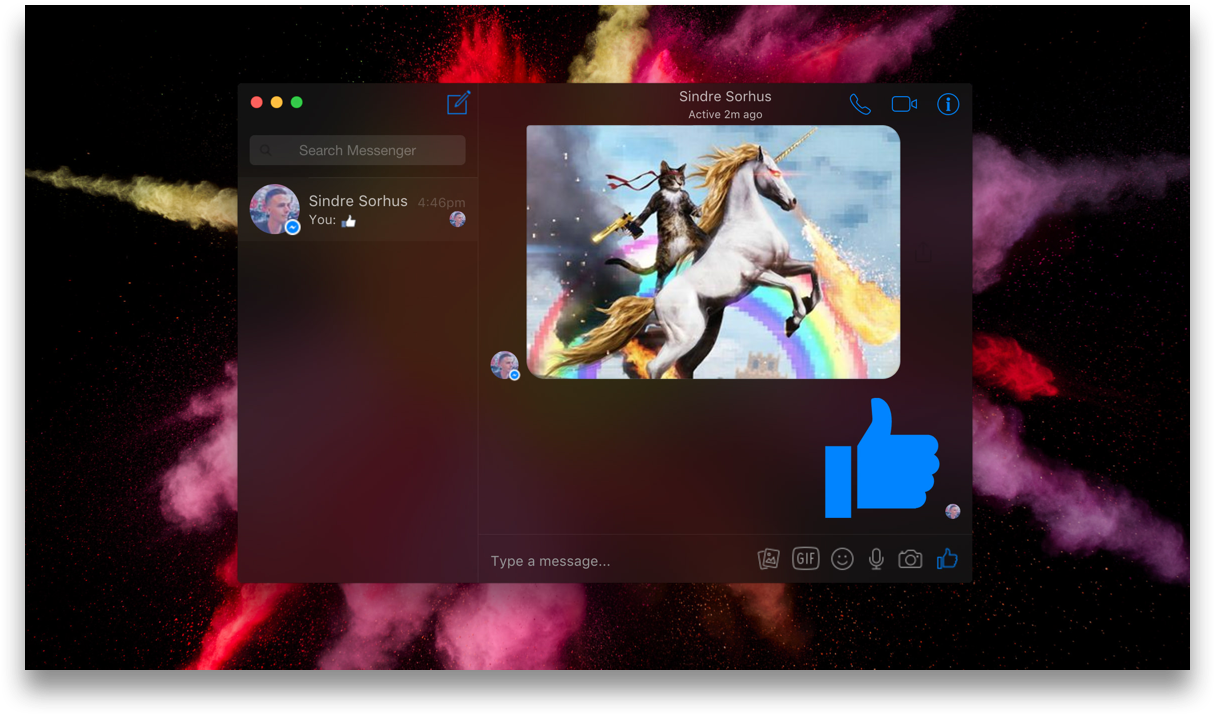 Search Messenger
Sindre Sorhus 4:46pm
You: 👍
Sindre Sorhus
Active 2m ago
GIF
Type a message...